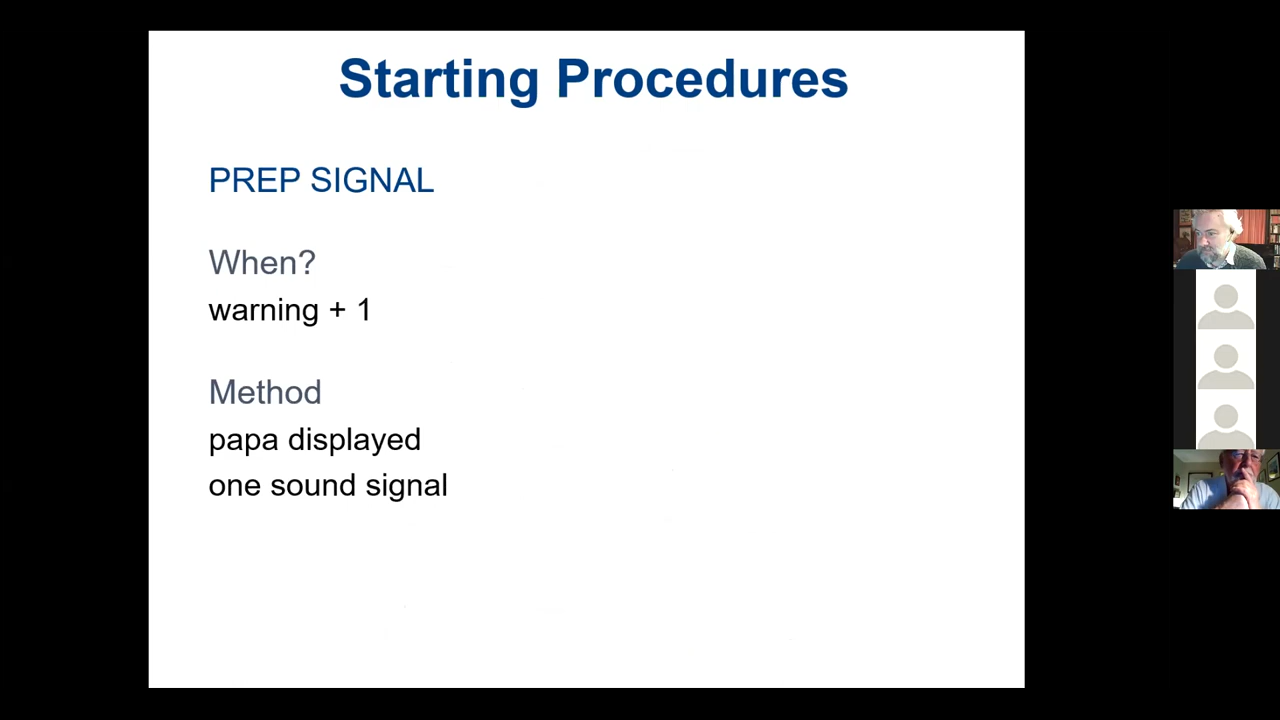 Starting Procedures
PREP SIGNAL
When?
warning + 1
Method
papa displayed
one sound signal